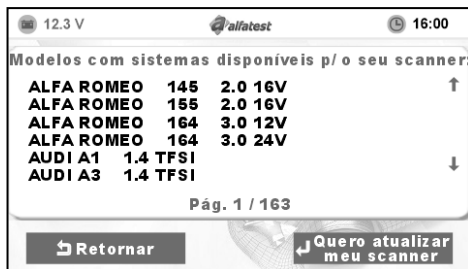 12.3 V alfatest 16:00
Modelos com sistemas disponíveis p/ o seu scanner:
ALFA ROMEO 145 2.0 16V
ALFA ROMEO 155 2.0 16V
ALFA ROMEO 164 3.0 12V
ALFA ROMEO 164 3.0 24V
AUDI A1 1.4 TFSI
AUDI A3 1.4 TFSI
Pág. 1 / 163
Retornar
Quero atualizar
meu scanner